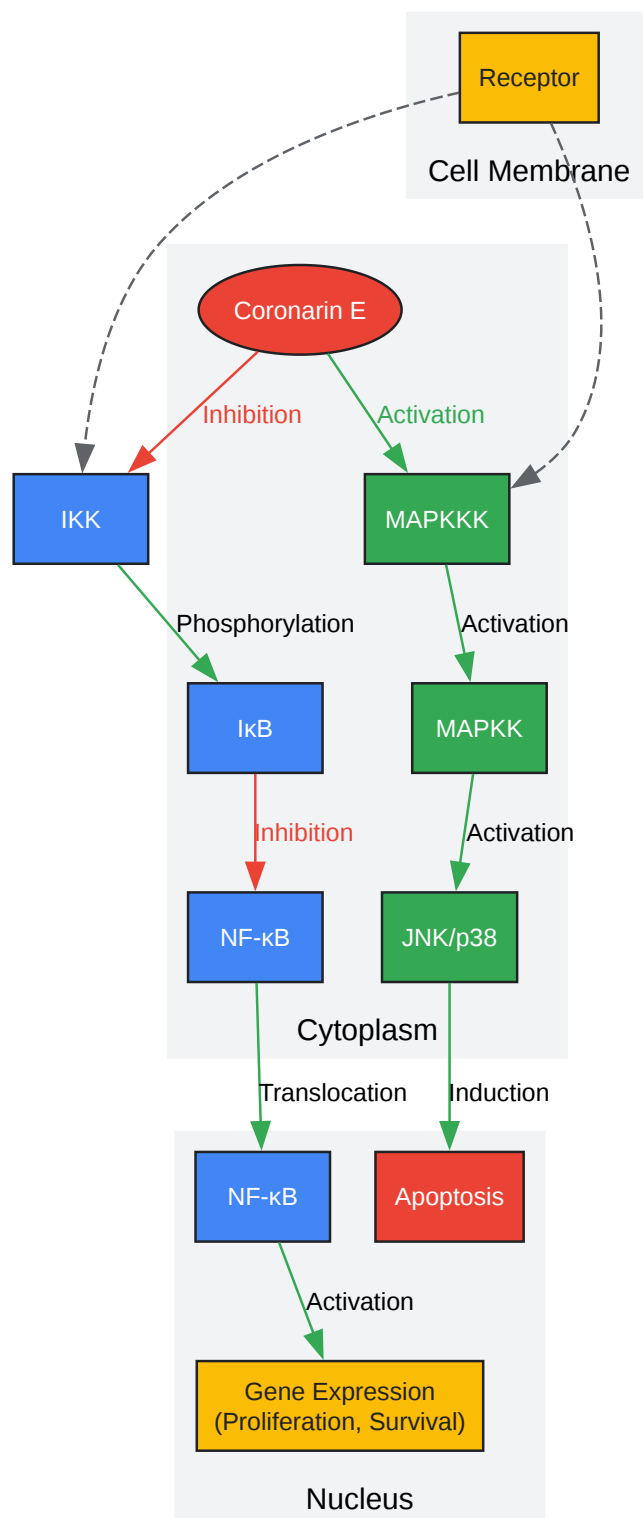 Receptor
Cell Membrane
Coronarin E
Inhibition
Activation
IKK
MAPKKK
Phosphorylation
Activation
IκB
MAPKK
Inhibition
Activation
NF-κB
JNK/p38
Cytoplasm
Translocation
Induction
NF-κB
Apoptosis
Activation
Gene Expression
(Proliferation, Survival)
Nucleus